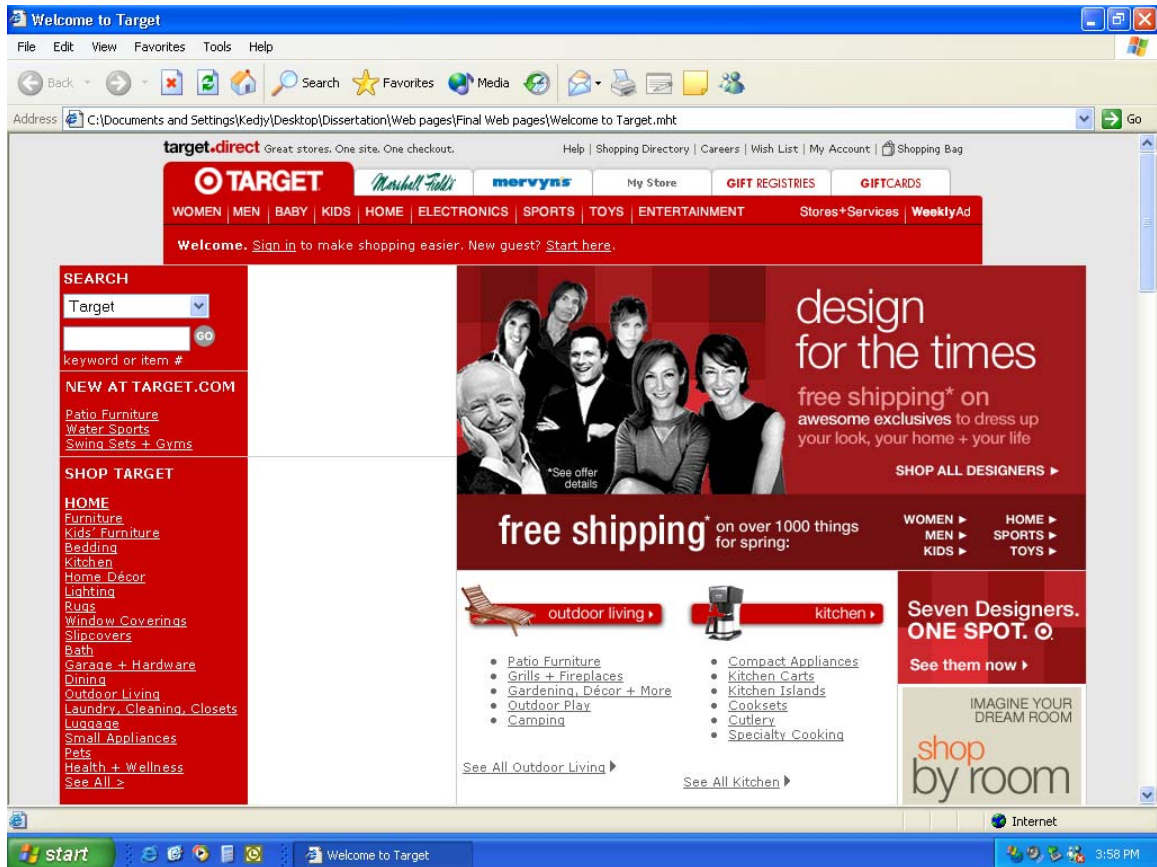 Welcome to Target
File Edit View Favorites Tools Help
Back Search Favorites Media
Address C:\Documents and Settings\Kedjy\Desktop\Dissertation\Web pages\Final Web pages\Welcome to Target.mht Go
target.direct Great stores. One site. One checkout. Help | Shopping Directory | Careers | Wish List | My Account | Shopping Bag
TARGET Marshall Field's mervyn's My Store GIFT REGISTRIES GIFTCARDS
WOMEN | MEN | BABY | KIDS | HOME | ELECTRONICS | SPORTS | TOYS | ENTERTAINMENT Stores+Services | WeeklyAd
Welcome. Sign in to make shopping easier. New guest? Start here.
SEARCH
Target
GO
keyword or item #
NEW AT TARGET.COM
Patio Furniture
Water Sports
Swing Sets + Gyms
SHOP TARGET
HOME
Furniture
Kids' Furniture
Bedding
Kitchen
Home Décor
Lighting
Rugs
Window Coverings
Slipcovers
Bath
Garage + Hardware
Dining
Outdoor Living
Laundry, Cleaning, Closets
Luggage
Small Appliances
Pets
Health + Wellness
See All >
design
for the times
free shipping* on
awesome exclusives to dress up
your look, your home + your life
*See offer
details
SHOP ALL DESIGNERS
free shipping* on over 1000 things
for spring:
WOMEN HOME
MEN SPORTS
KIDS TOYS
outdoor living
Patio Furniture
Grills + Fireplaces
Gardening, Décor + More
Outdoor Play
Camping
See All Outdoor Living
kitchen
Compact Appliances
Kitchen Carts
Kitchen Islands
Cooksets
Cutlery
Specialty Cooking
See All Kitchen
Seven Designers.
ONE SPOT.
See them now
IMAGINE YOUR
DREAM ROOM
shop
by room
Internet
start Welcome to Target 3:58 PM